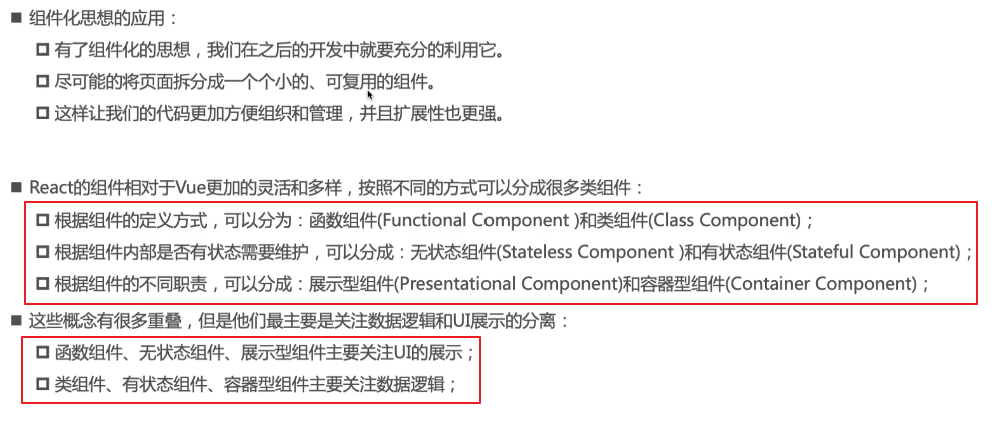 组件化思想的应用：
有了组件化的思想，我们在之后的开发中就要充分的利用它。
尽可能的将页面拆分成一个个小的、可复用的组件。
这样让我们的代码更加方便组织和管理，并且扩展性也更强。
React的组件相对于Vue更加的灵活和多样，按照不同的方式可以分成很多类组件：
根据组件的定义方式，可以分为：函数组件(Functional Component )和类组件(Class Component)；
根据组件内部是否有状态需要维护，可以分成：无状态组件(Stateless Component )和有状态组件(Stateful Component)；
根据组件的不同职责，可以分成：展示型组件(Presentational Component)和容器型组件(Container Component)；
这些概念有很多重叠，但是他们最主要是关注数据逻辑和UI展示的分离：
函数组件、无状态组件、展示型组件主要关注UI的展示；
类组件、有状态组件、容器型组件主要关注数据逻辑；